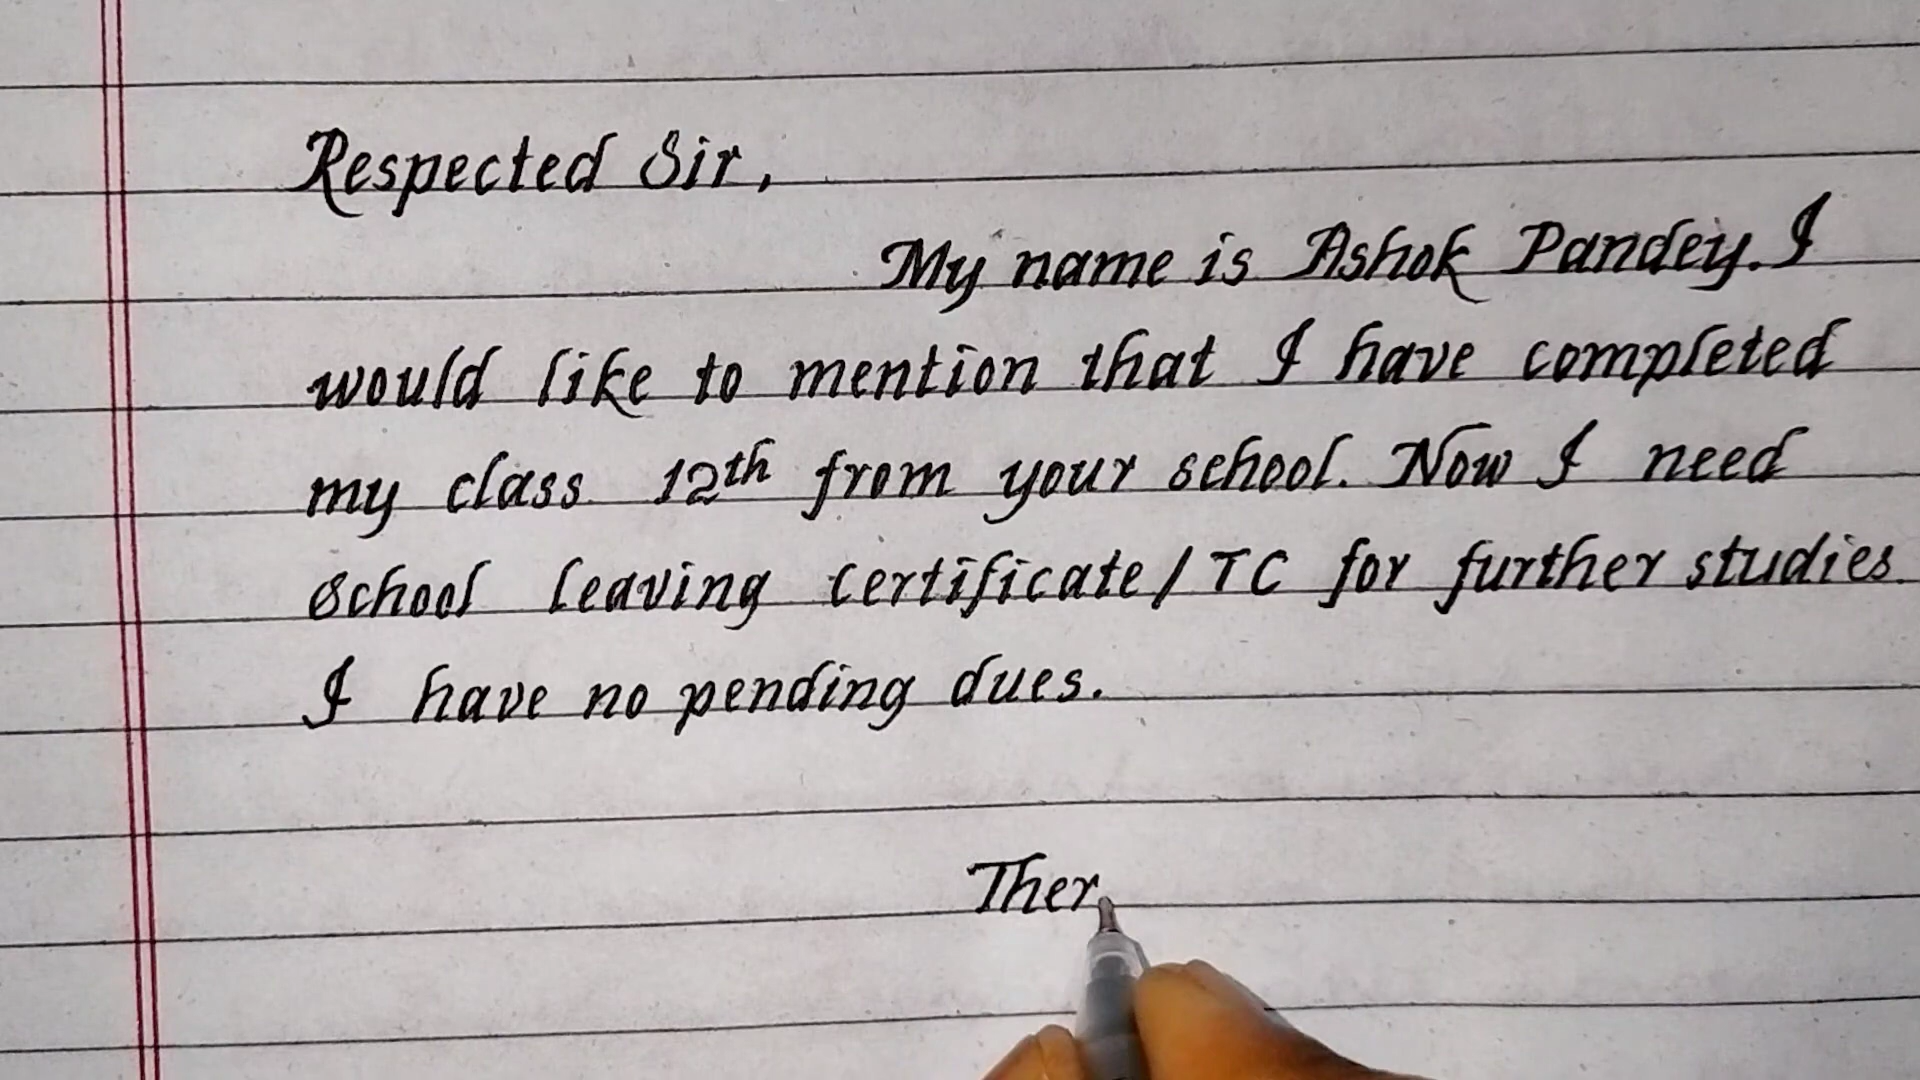 Respected Sir,
My name is Ashok Pandey. I
would like to mention that I have completed
my class 12th from your school. Now I need
School leaving certificate/TC for further studies.
I have no pending dues.
Ther